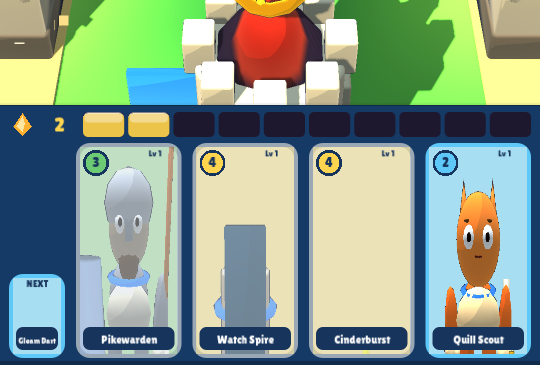 2
3
Lv 1
Pikewarden
4
Lv 1
Watch Spire
4
Lv 1
Cinderburst
2
Lv 1
Quill Scout
NEXT
Gloam Dart